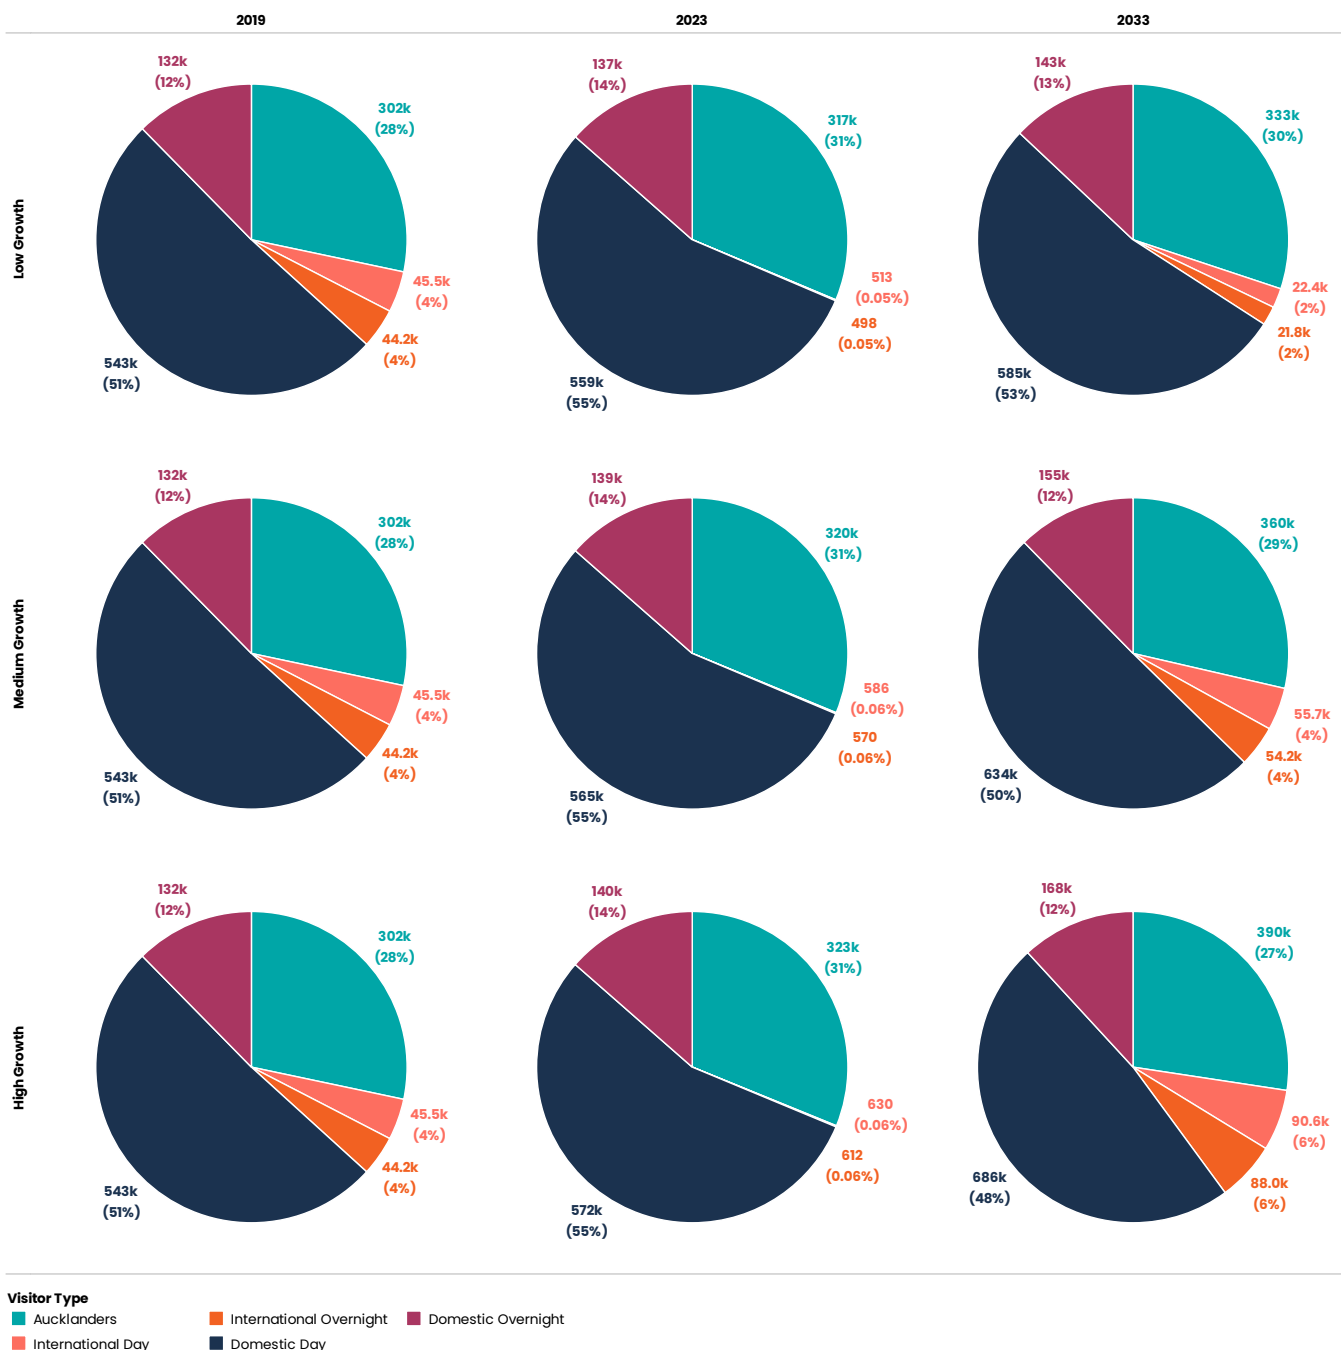 2019
2023
2033
Low Growth
132k
(12%)
302k
(28%)
45.5k
(4%)
44.2k
(4%)
543k
(51%)
137k
(14%)
317k
(31%)
513
(0.05%)
498
(0.05%)
559k
(55%)
143k
(13%)
333k
(30%)
22.4k
(2%)
21.8k
(2%)
585k
(53%)
Medium Growth
132k
(12%)
302k
(28%)
45.5k
(4%)
44.2k
(4%)
543k
(51%)
139k
(14%)
320k
(31%)
586
(0.06%)
570
(0.06%)
565k
(55%)
155k
(12%)
360k
(29%)
55.7k
(4%)
54.2k
(4%)
634k
(50%)
High Growth
132k
(12%)
302k
(28%)
45.5k
(4%)
44.2k
(4%)
543k
(51%)
140k
(14%)
323k
(31%)
630
(0.06%)
612
(0.06%)
572k
(55%)
168k
(12%)
390k
(27%)
90.6k
(6%)
88.0k
(6%)
686k
(48%)
Visitor Type
Aucklanders
International Overnight
Domestic Overnight
International Day
Domestic Day